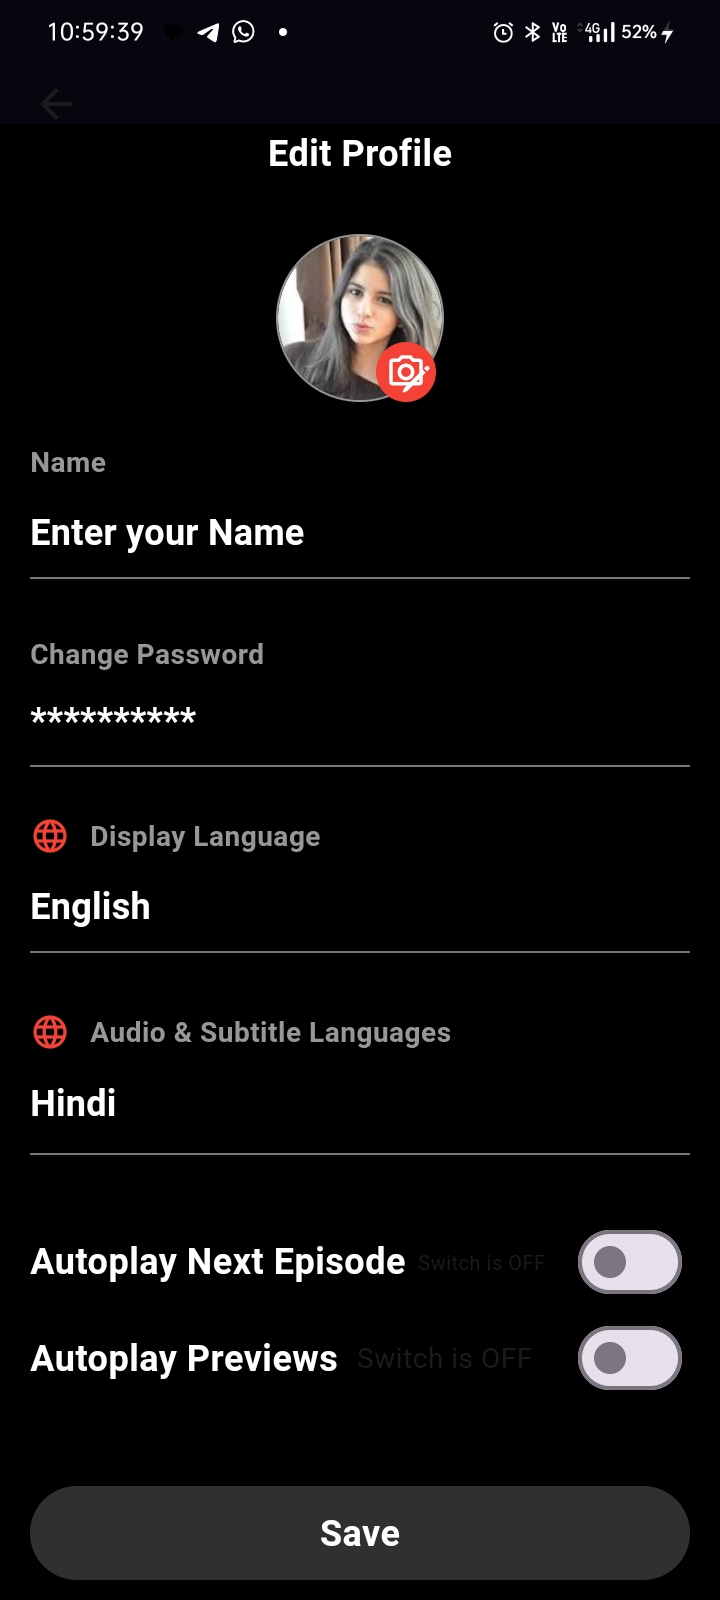 10:59:39 Vo LTE 4G 52%
Edit Profile
Name
Enter your Name
Change Password
**********
Display Language
English
Audio & Subtitle Languages
Hindi
Autoplay Next Episode Switch is OFF
Autoplay Previews Switch is OFF
Save